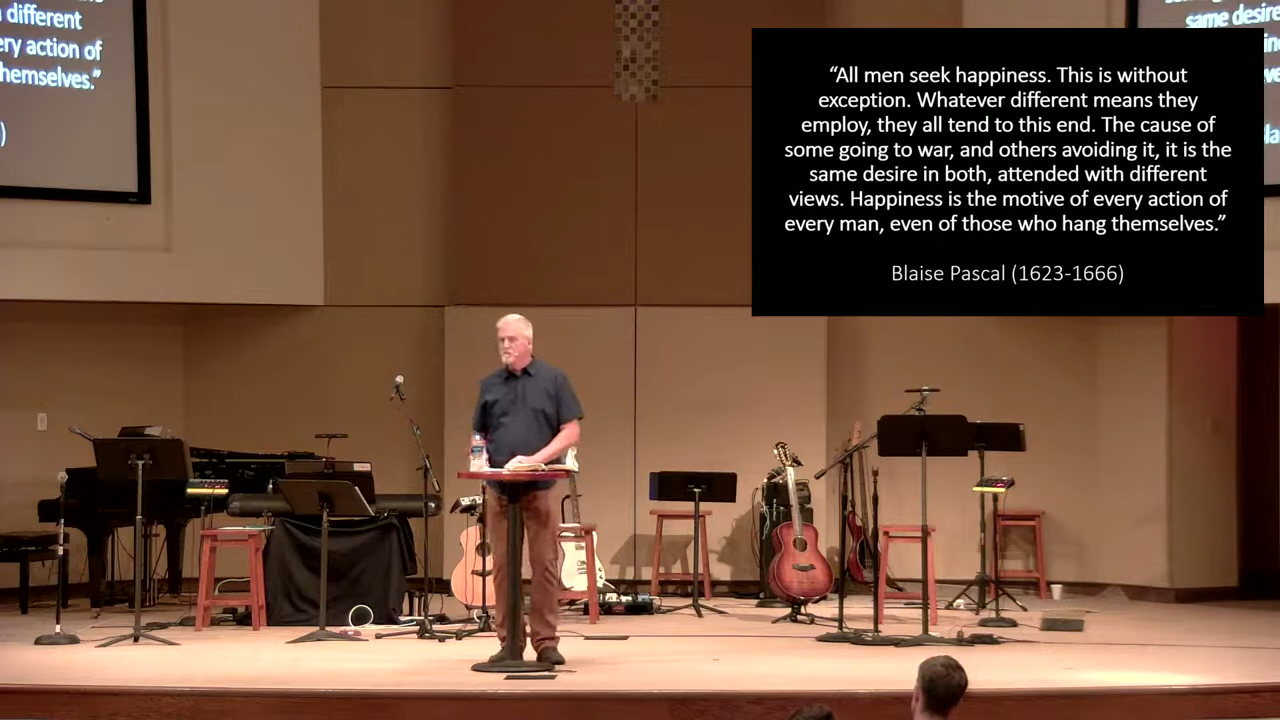 different
ery action of
hemselves.”
)
same desire
“All men seek happiness. This is without
exception. Whatever different means they
employ, they all tend to this end. The cause of
some going to war, and others avoiding it, it is the
same desire in both, attended with different
views. Happiness is the motive of every action of
every man, even of those who hang themselves.”
Blaise Pascal (1623-1666)